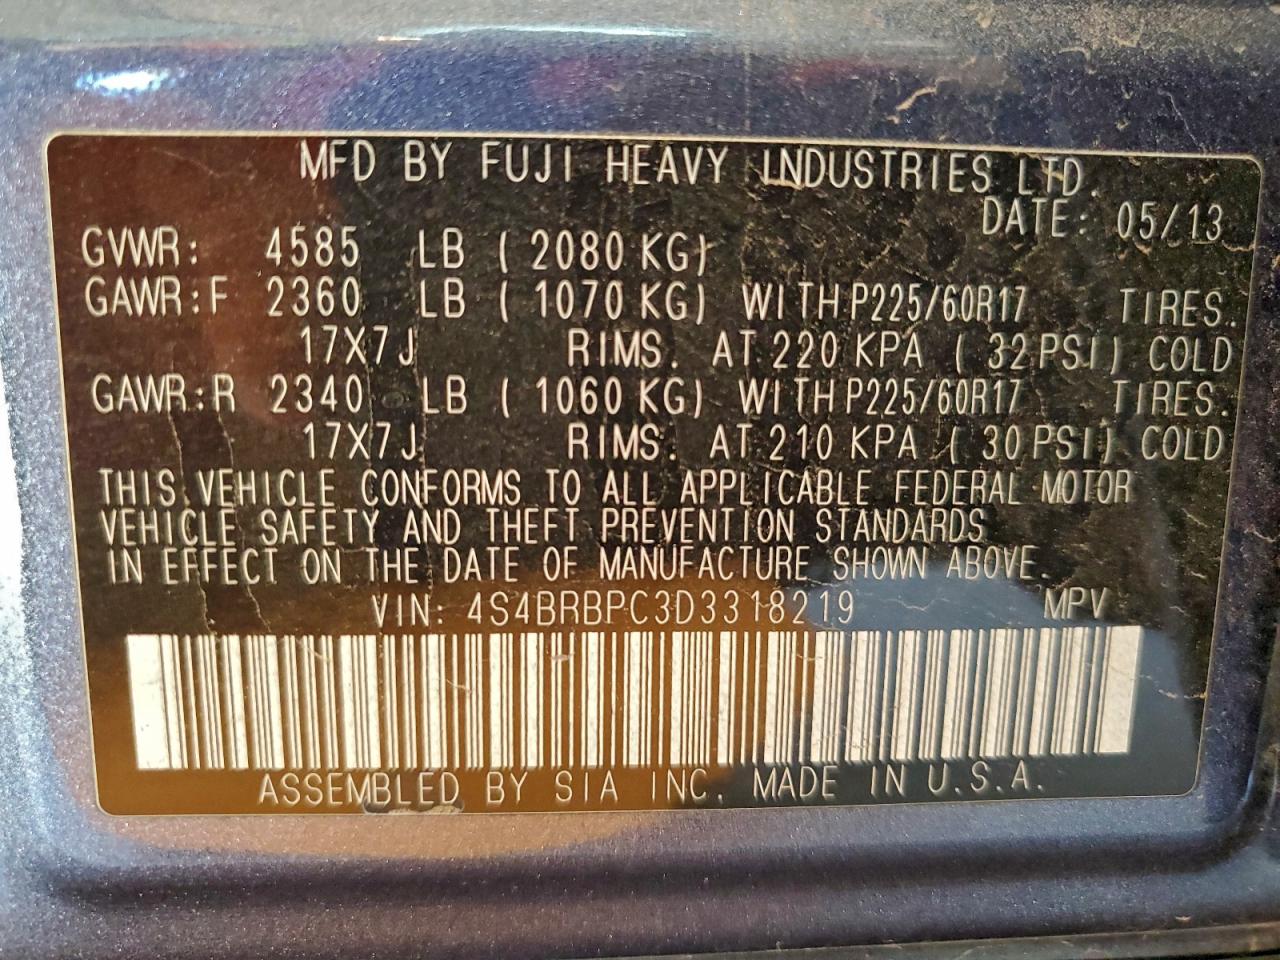 MFD BY FUJI HEAVY INDUSTRIES LTD.
DATE: 05/13
GVWR: 4585 LB ( 2080 KG)
GAWR:F 2360 LB ( 1070 KG) WITH P225/60R17 TIRES.
17X7J RIMS. AT 220 KPA ( 32 PSI) COLD
GAWR:R 2340 LB ( 1060 KG) WITH P225/60R17 TIRES.
17X7J RIMS. AT 210 KPA ( 30 PSI) COLD
THIS VEHICLE CONFORMS TO ALL APPLICABLE FEDERAL MOTOR
VEHICLE SAFETY AND THEFT PREVENTION STANDARDS
IN EFFECT ON THE DATE OF MANUFACTURE SHOWN ABOVE.
VIN: 4S4BRBPC3D3318219 MPV
ASSEMBLED BY SIA INC. MADE IN U.S.A.